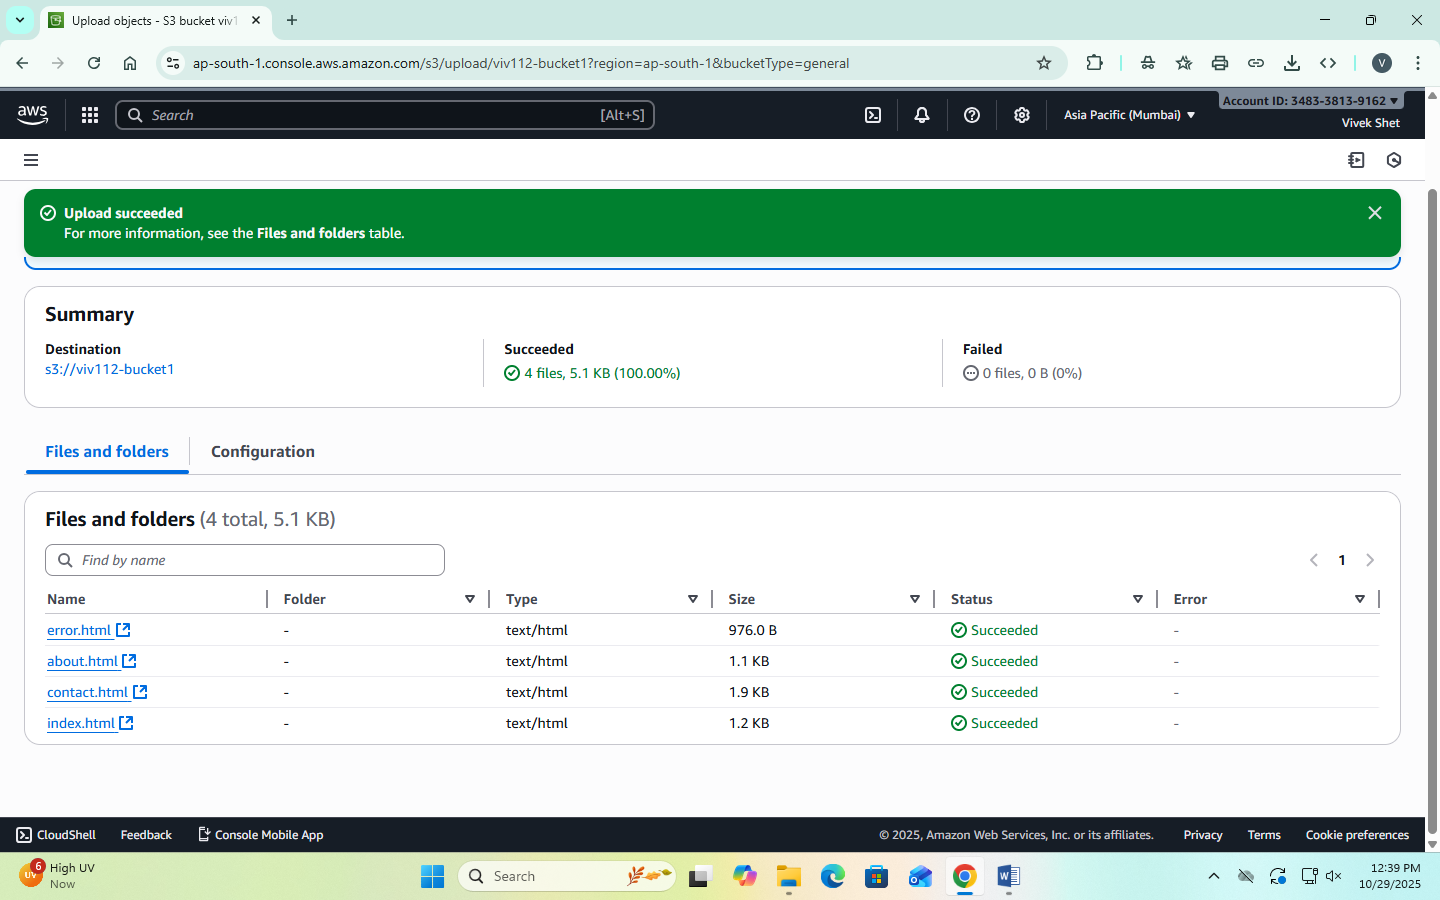 Upload objects - S3 bucket viv1
ap-south-1.console.aws.amazon.com/s3/upload/viv112-bucket1?region=ap-south-1&bucketType=general
V
aws
Search
[Alt+S]
Asia Pacific (Mumbai)
Account ID: 3483-3813-9162
Vivek Shet
Upload succeeded
For more information, see the Files and folders table.
Summary
Destination
s3://viv112-bucket1
Succeeded
4 files, 5.1 KB (100.00%)
Failed
0 files, 0 B (0%)
Files and folders
Configuration
Files and folders (4 total, 5.1 KB)
Find by name
1
Name Folder Type Size Status Error
error.html - text/html 976.0 B Succeeded -
about.html - text/html 1.1 KB Succeeded -
contact.html - text/html 1.9 KB Succeeded -
index.html - text/html 1.2 KB Succeeded -
CloudShell Feedback Console Mobile App © 2025, Amazon Web Services, Inc. or its affiliates. Privacy Terms Cookie preferences
UV
6
High UV
Now
Search
12:39 PM
10/29/2025